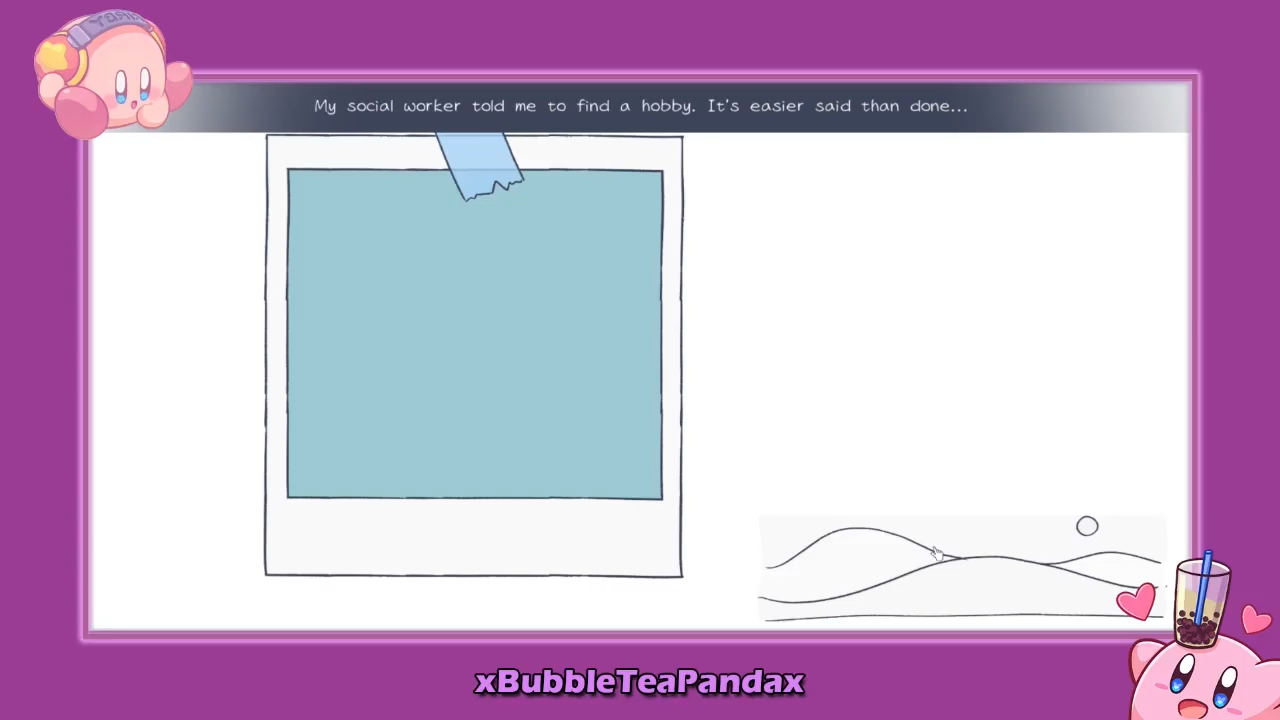 My social worker told me to find a hobby. It's easier said than done...
xBubbleTeaPandax